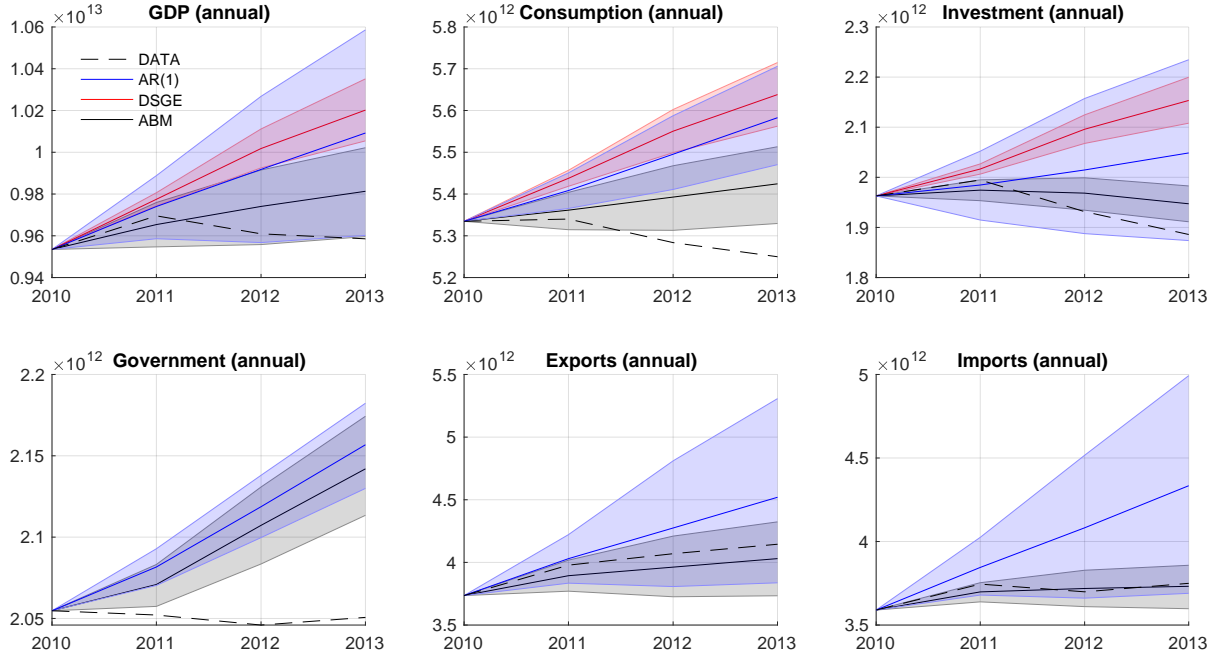 GDP (annual)
×10^13
1.06
1.04
1.02
1
0.98
0.96
0.94
2010 2011 2012 2013
DATA
AR(1)
DSGE
ABM
Consumption (annual)
×10^12
5.8
5.7
5.6
5.5
5.4
5.3
5.2
2010 2011 2012 2013
Investment (annual)
×10^12
2.3
2.2
2.1
2
1.9
1.8
2010 2011 2012 2013
Government (annual)
×10^12
2.2
2.15
2.1
2.05
2010 2011 2012 2013
Exports (annual)
×10^12
5.5
5
4.5
4
3.5
2010 2011 2012 2013
Imports (annual)
×10^12
5
4.5
4
3.5
2010 2011 2012 2013